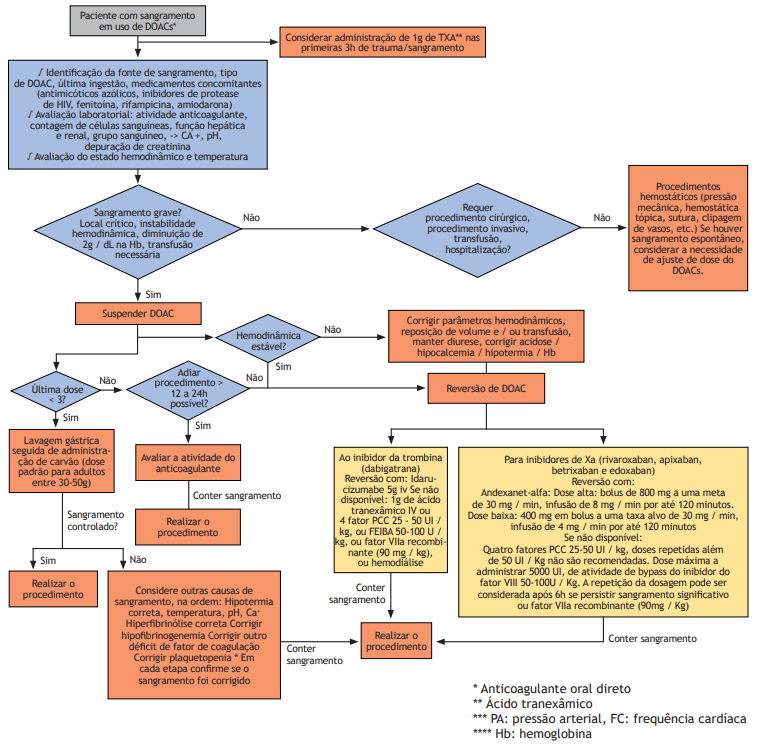 Paciente com sangramento
em uso de DOACs*
Considerar administração de 1g de TXA** nas
primeiras 3h de trauma/sangramento
√ Identificação da fonte de sangramento, tipo
de DOAC, última ingestão, medicamentos concomitantes
(antimicóticos azólicos, inibidores de protease
de HIV, fenitoína, rifampicina, amiodarona)
√ Avaliação laboratorial: atividade anticoagulante,
contagem de células sanguíneas, função hepática
e renal, grupo sanguíneo, -> CA +, pH,
depuração de creatinina
√ Avaliação do estado hemodinâmico e temperatura
Sangramento grave?
Local crítico, instabilidade
hemodinâmica, diminuição de
2g / dL na Hb, transfusão
necessária
Não
Requer
procedimento cirúrgico,
procedimento invasivo,
transfusão,
hospitalização?
Não
Procedimentos
hemostáticos (pressão
mecânica, hemostática
tópica, sutura, clipagem
de vasos, etc.) Se houver
sangramento espontâneo,
considerar a necessidade
de ajuste de dose do
DOACs.
Sim
Suspender DOAC
Hemodinâmica
estável?
Não
Sim
Corrigir parâmetros hemodinâmicos,
reposição de volume e / ou transfusão,
manter diurese, corrigir acidose /
hipocalcemia / hipotermia / Hb
Última dose
< 3?
Não
Adiar
procedimento >
12 a 24h
possível?
Não
Reversão de DOAC
Sim
Sim
Lavagem gástrica
seguida de administra-
ção de carvão (dose
padrão para adultos
entre 30-50g)
Avaliar a atividade do
anticoagulante
Conter sangramento
Realizar o
procedimento
Ao inibidor da trombina
(dabigatrana)
Reversão com: Idaru-
cizumabe 5g iv Se não
disponível: 1g de ácido
tranexâmico IV ou
4 fator PCC 25 - 50 UI /
kg, ou FEIBA 50-100 U /
kg, ou fator VIIa recombi-
nante (90 mg / kg),
ou hemodiálise
Para inibidores de Xa (rivaroxaban, apixaban,
betrixaban e edoxaban)
Reversão com:
Andexanet-alfa: Dose alta: bolus de 800 mg a uma meta
de 30 mg / min, infusão de 8 mg / min por até 120 minutos.
Dose baixa: 400 mg em bolus a uma taxa alvo de 30 mg / min,
infusão de 4 mg / min por até 120 minutos
Se não disponível:
Quatro fatores PCC 25-50 UI / kg, doses repetidas além
de 50 UI / Kg não são recomendadas. Dose máxima a
administrar 5000 UI, de atividade de bypass do inibidor do
fator VIII 50-100U / Kg. A repetição da dosagem pode ser
considerada após 6h se persistir sangramento significativo
ou fator VIIa recombinante (90mg / Kg)
Sangramento
controlado?
Sim
Não
Realizar o
procedimento
Considere outras causas de
sangramento, na ordem: Hipotermia
correta, temperatura, pH, Ca⁺
Hiperfibrinólise correta Corrigir
hipofibrinogenemia Corrigir outro
déficit de fator de coagulação
Corrigir plaquetopenia * Em
cada etapa confirme se o
sangramento foi corrigido
Conter
sangramento
Conter
sangramento
Realizar o
procedimento
Conter sangramento
* Anticoagulante oral direto
** Ácido tranexâmico
*** PA: pressão arterial, FC: frequência cardíaca
**** Hb: hemoglobina